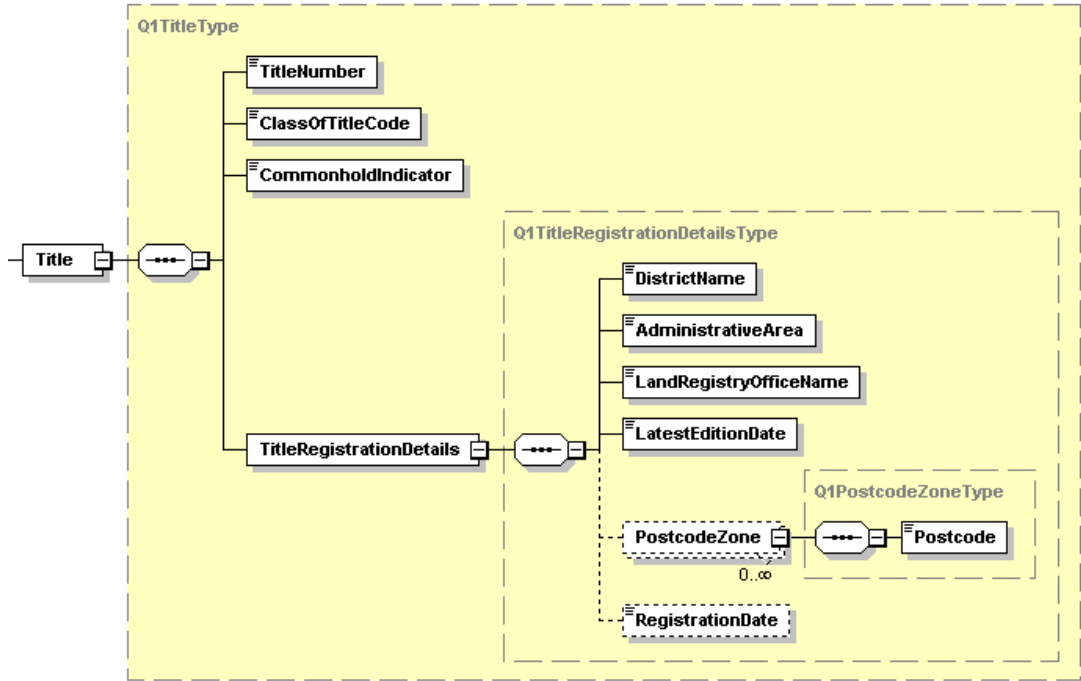 Q1TitleType
TitleNumber
ClassOfTitleCode
CommonholdIndicator
Q1TitleRegistrationDetailsType
Title
DistrictName
AdministrativeArea
LandRegistryOfficeName
LatestEditionDate
TitleRegistrationDetails
Q1PostcodeZoneType
PostcodeZone
Postcode
0..∞
RegistrationDate